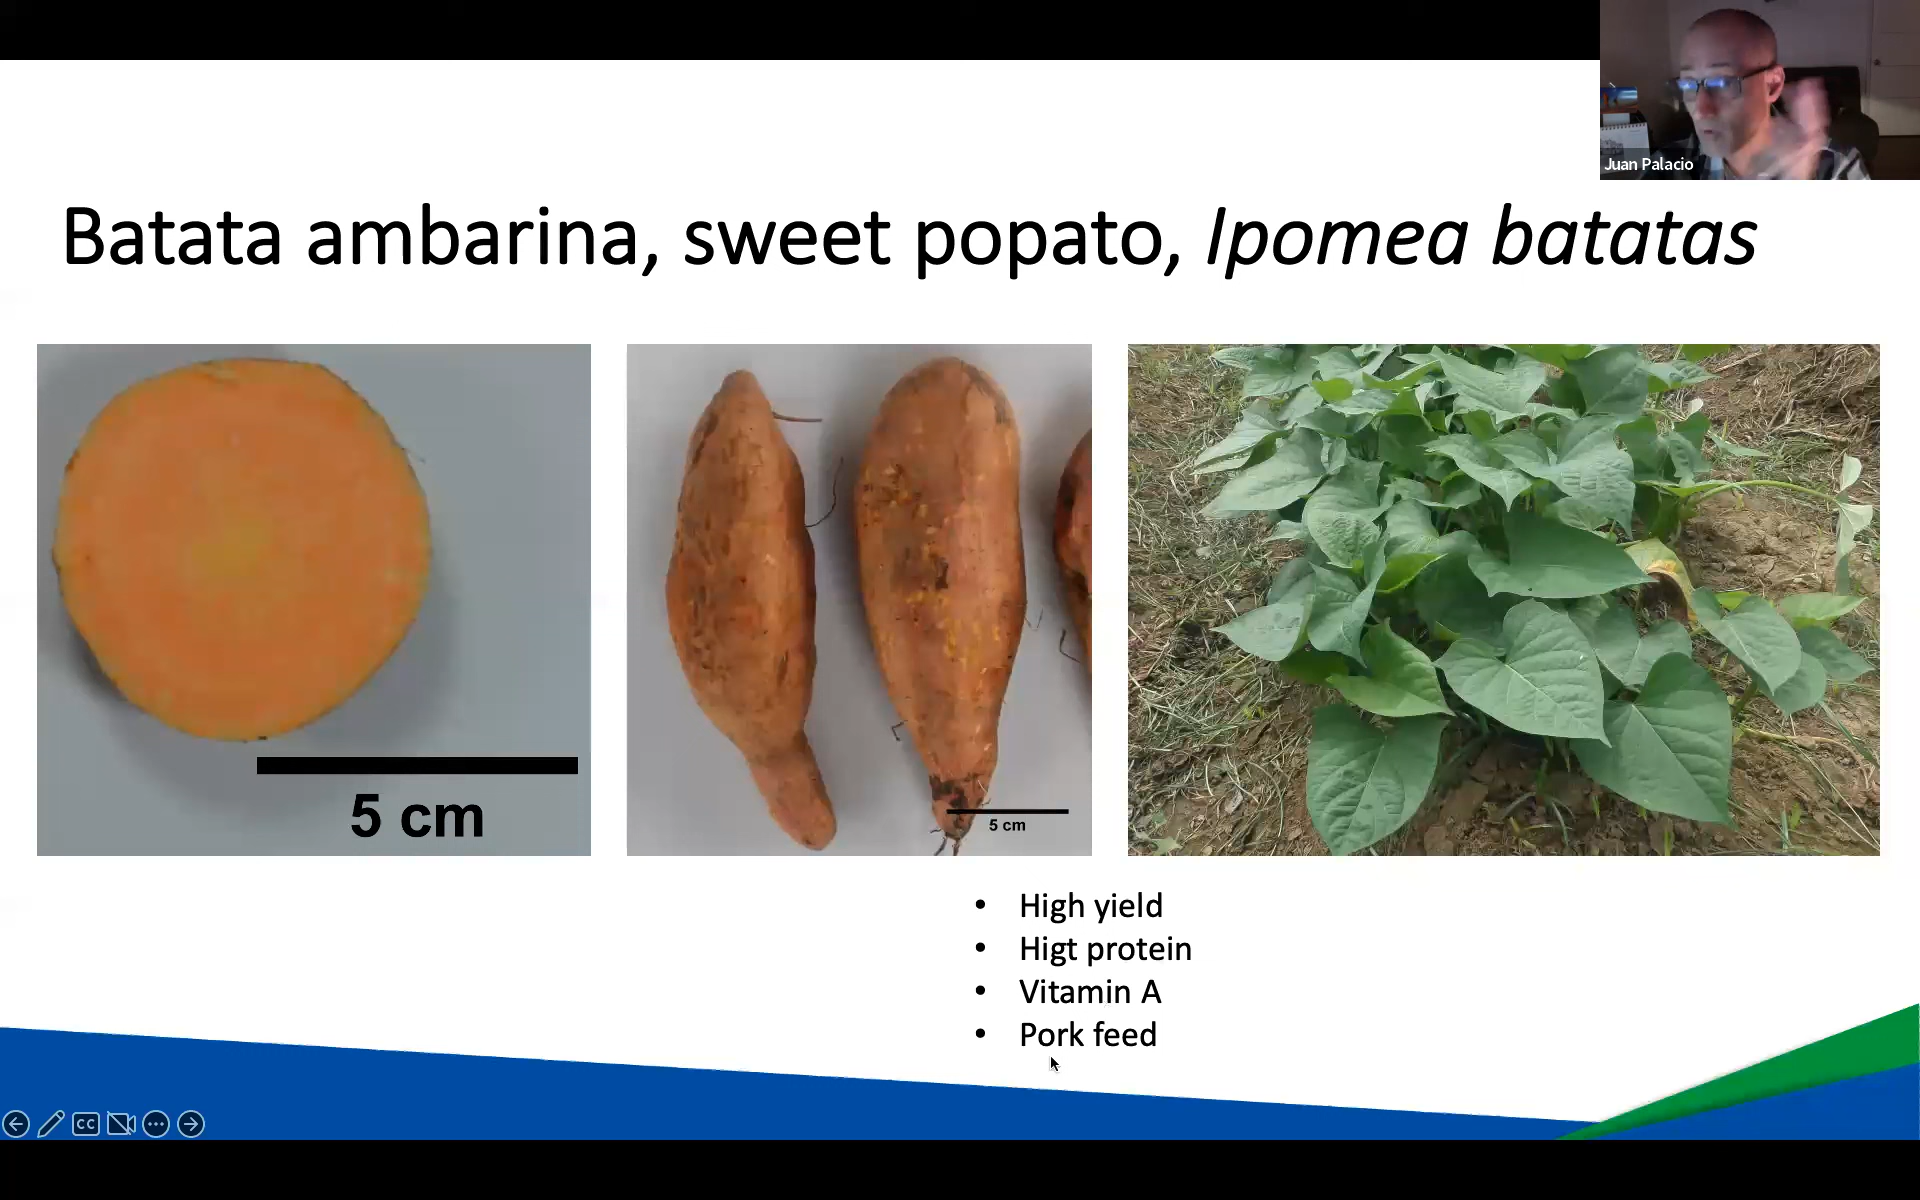 Juan Palacio
Batata ambarina, sweet popato, Ipomea batatas
5 cm
5 cm
• High yield
• Higt protein
• Vitamin A
• Pork feed
CC